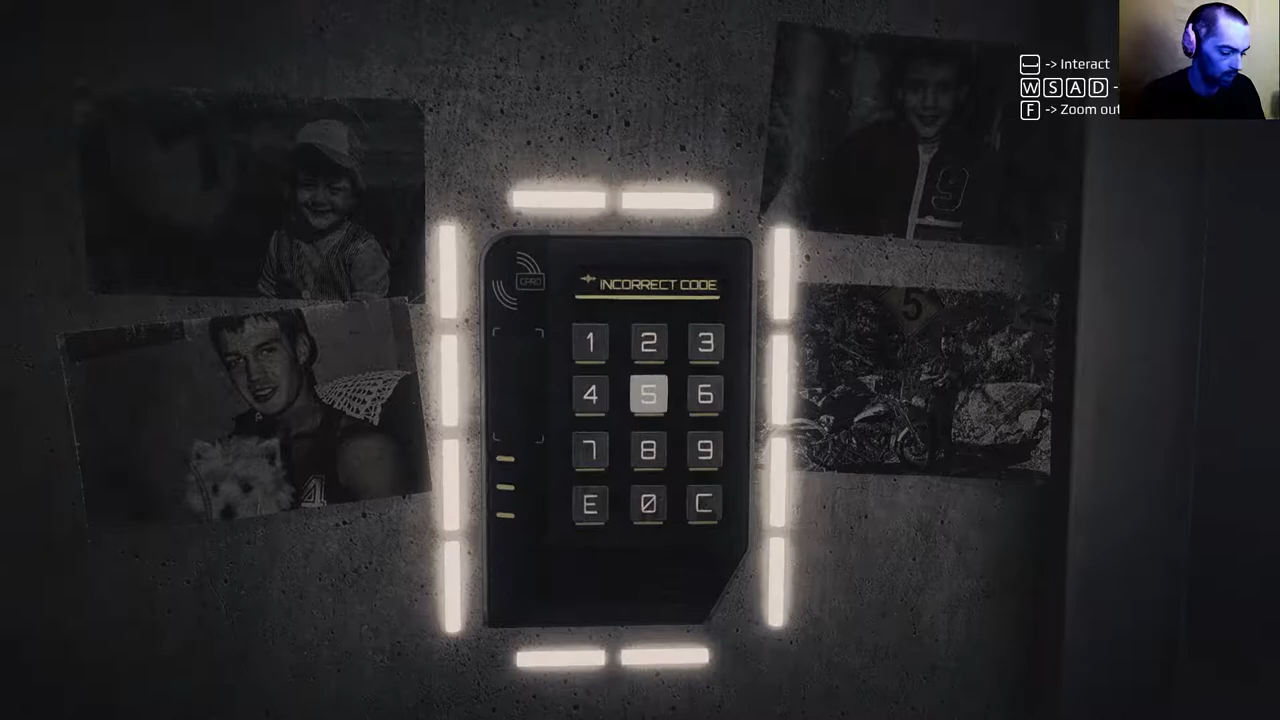 -> Interact
W S A D -
F -> Zoom out
9
CARD
INCORRECT CODE
1 2 3
4 5 6
7 8 9
E 0 C
5
4